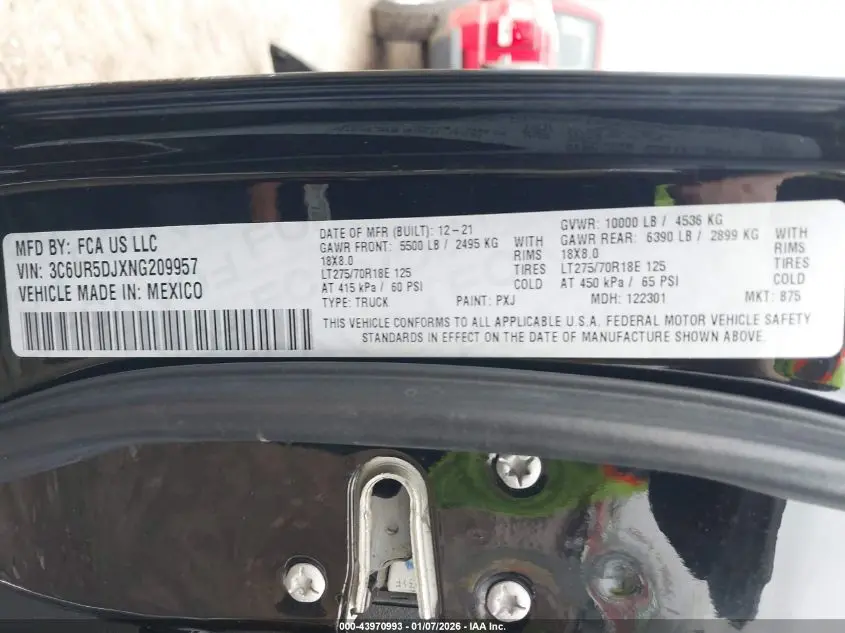 MFD BY: FCA US LLC
VIN: 3C6UR5DJXNG209957
VEHICLE MADE IN: MEXICO
DATE OF MFR (BUILT): 12-21
GAWR FRONT: 5500 LB / 2495 KG WITH
18X8.0 RIMS
LT275/70R18E 125 TIRES
AT 415 kPa / 60 PSI COLD
TYPE: TRUCK PAINT: PXJ
GVWR: 10000 LB / 4536 KG
GAWR REAR: 6390 LB / 2899 KG WITH
18X8.0 RIMS
LT275/70R18E 125 TIRES
AT 450 kPa / 65 PSI COLD
MDH: 122301 MKT: 875
THIS VEHICLE CONFORMS TO ALL APPLICABLE U.S.A. FEDERAL MOTOR VEHICLE SAFETY
STANDARDS IN EFFECT ON THE DATE OF MANUFACTURE SHOWN ABOVE.
000-43970993 - 01/07/2026 - IAA Inc.